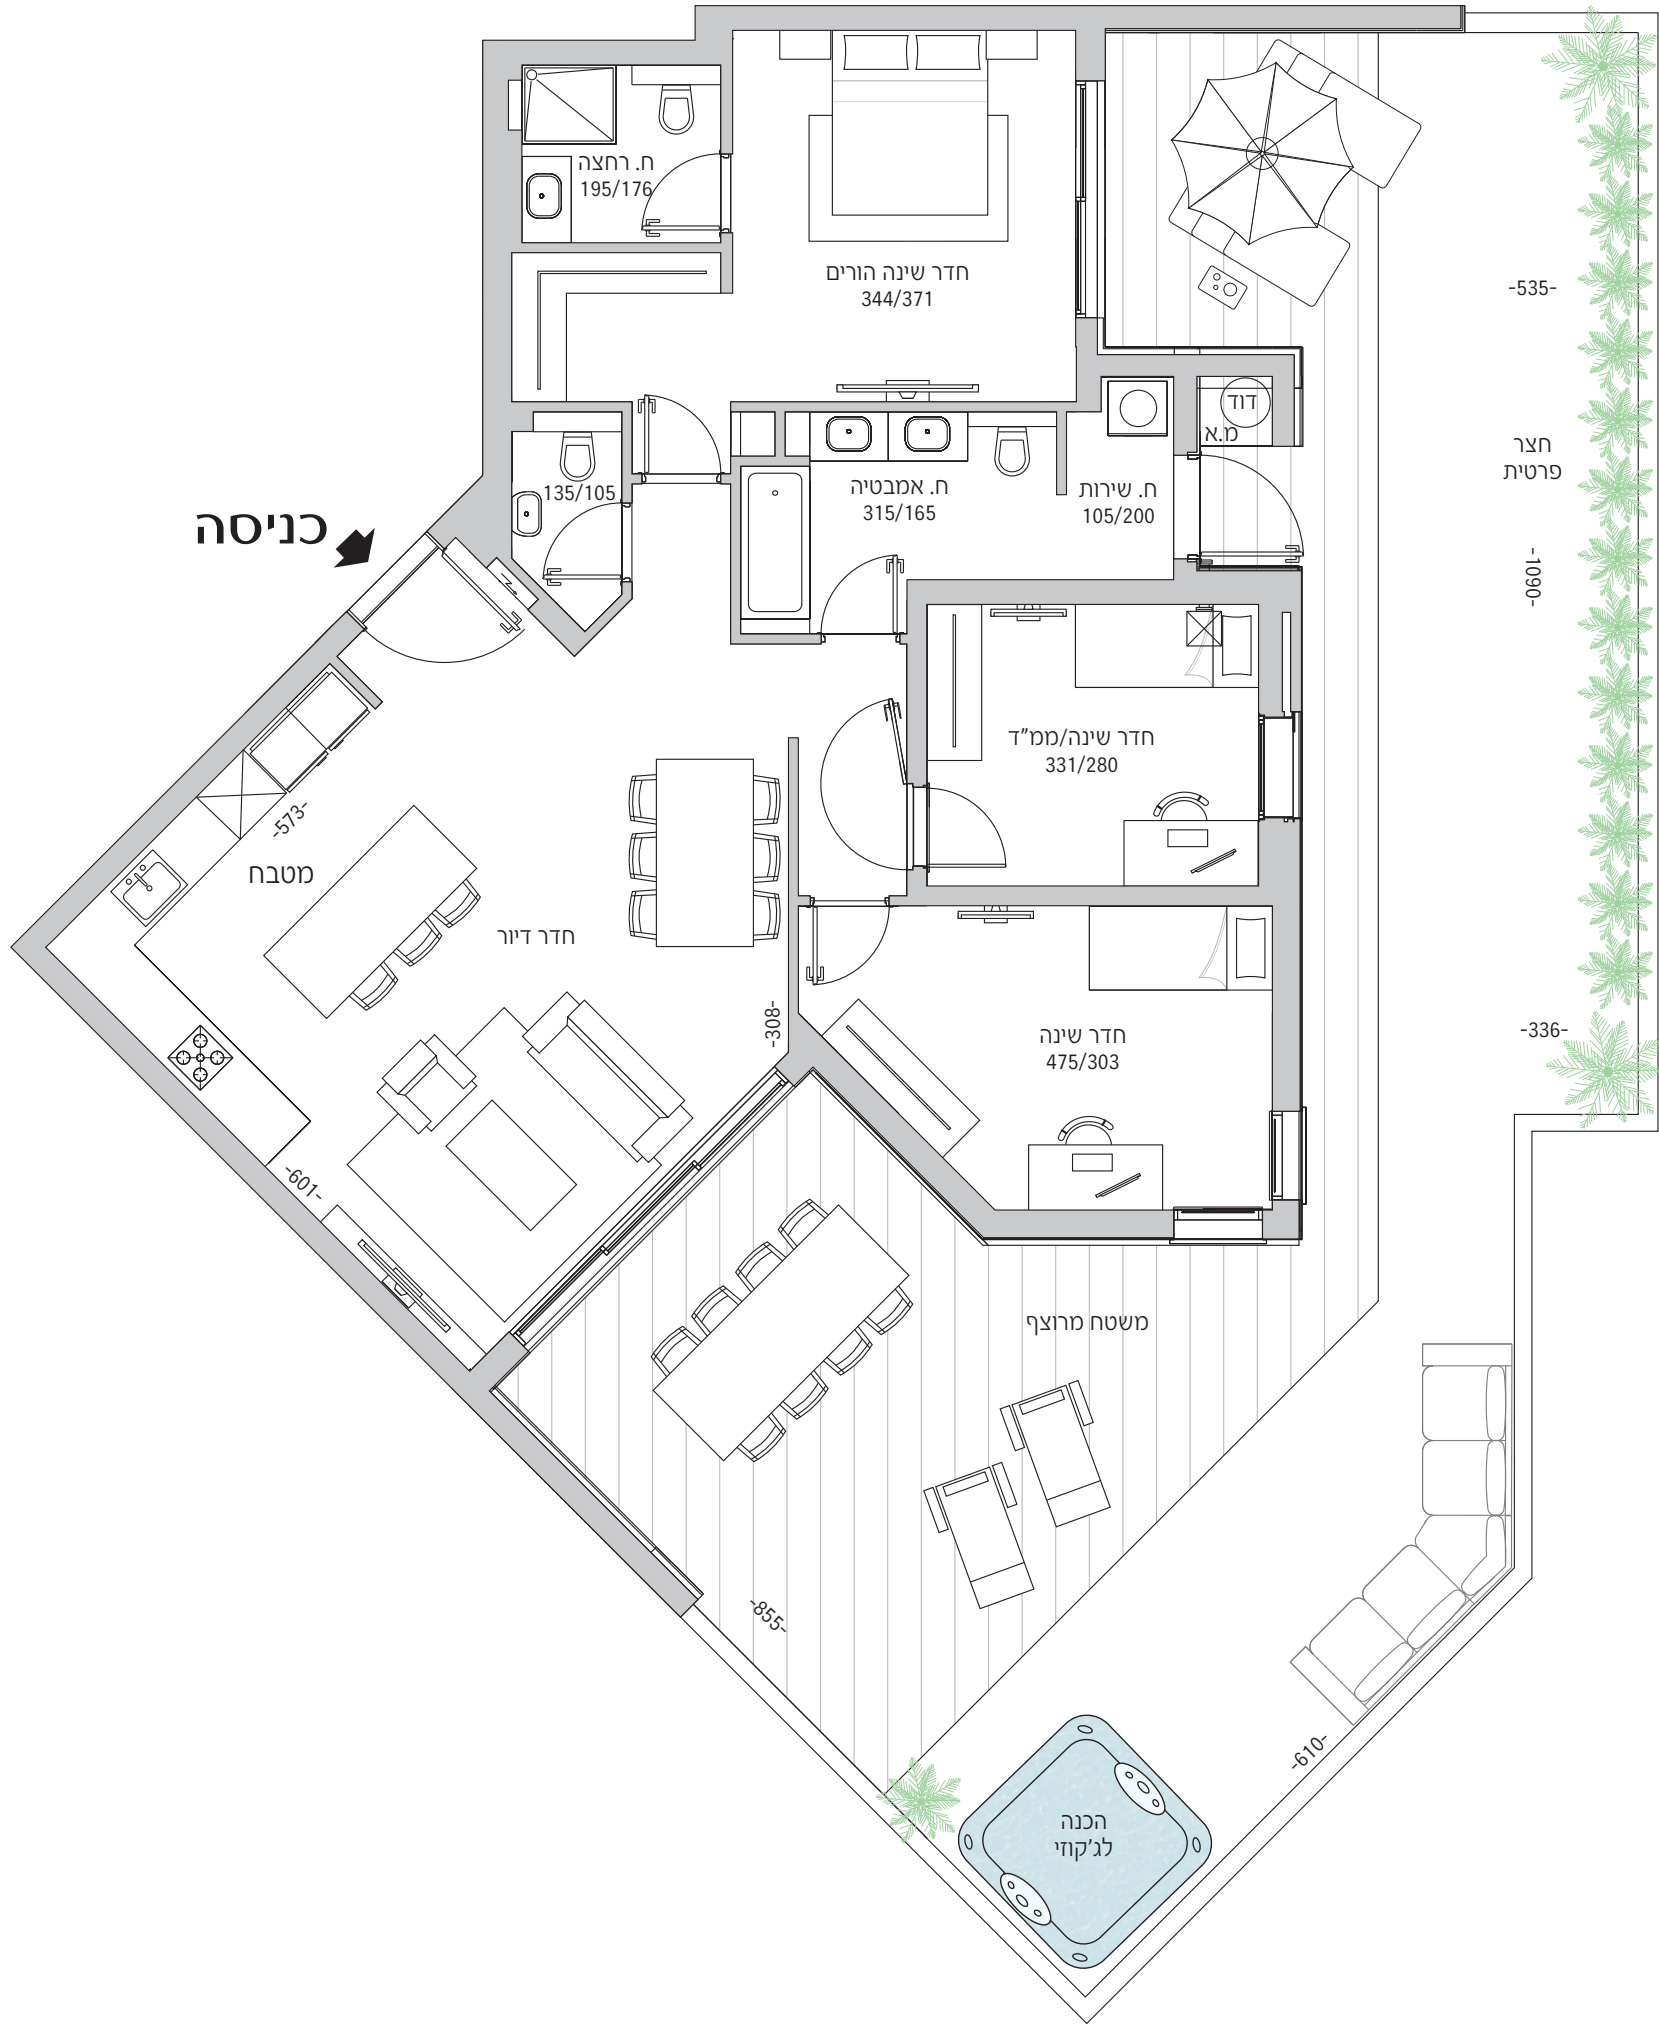 ח. רחצה
195/176
חדר שינה הורים
344/371
-535-
דוד
מ.א
חצר
פרטית
135/105
ח. אמבטיה
315/165
ח. שירות
105/200
כניסה
-1090-
חדר שינה/ממ"ד
331/280
-573-
מטבח
חדר דיור
-308-
חדר שינה
475/303
-336-
-601-
משטח מרוצף
-855-
-610-
הכנה
לג'קוזי